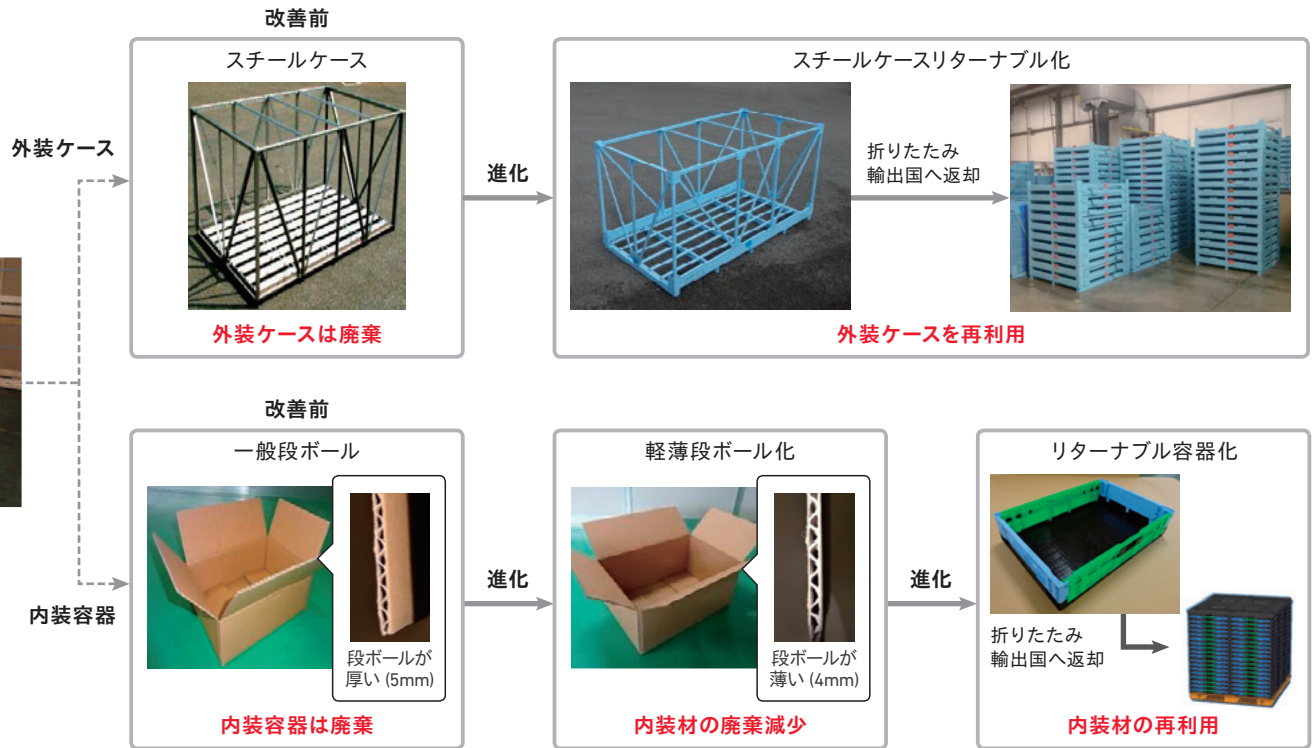 改善前
スチールケース
外装ケース
外装ケースは廃棄
進化
スチールケースリターナブル化
折りたたみ
輸出国へ返却
外装ケースを再利用
改善前
一般段ボール
内装容器
段ボールが
厚い (5mm)
内装容器は廃棄
進化
軽薄段ボール化
段ボールが
薄い (4mm)
内装材の廃棄減少
進化
リターナブル容器化
折りたたみ
輸出国へ返却
内装材の再利用